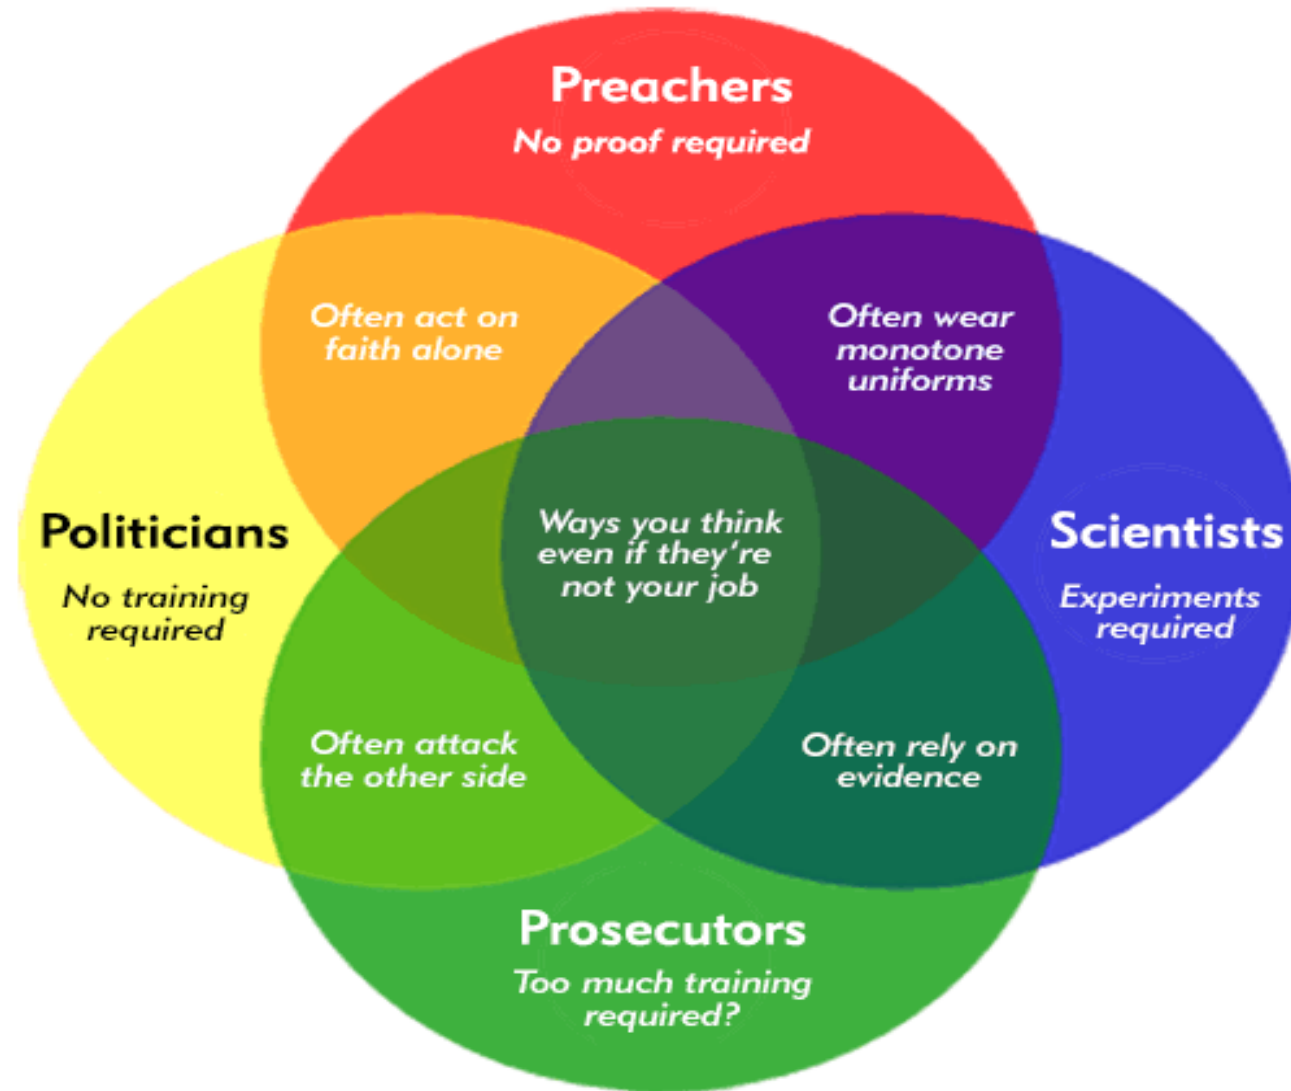 Preachers
No proof required
Often act on
faith alone
Often wear
monotone
uniforms
Politicians
No training
required
Ways you think
even if they're
not your job
Scientists
Experiments
required
Often attack
the other side
Often rely on
evidence
Prosecutors
Too much training
required?